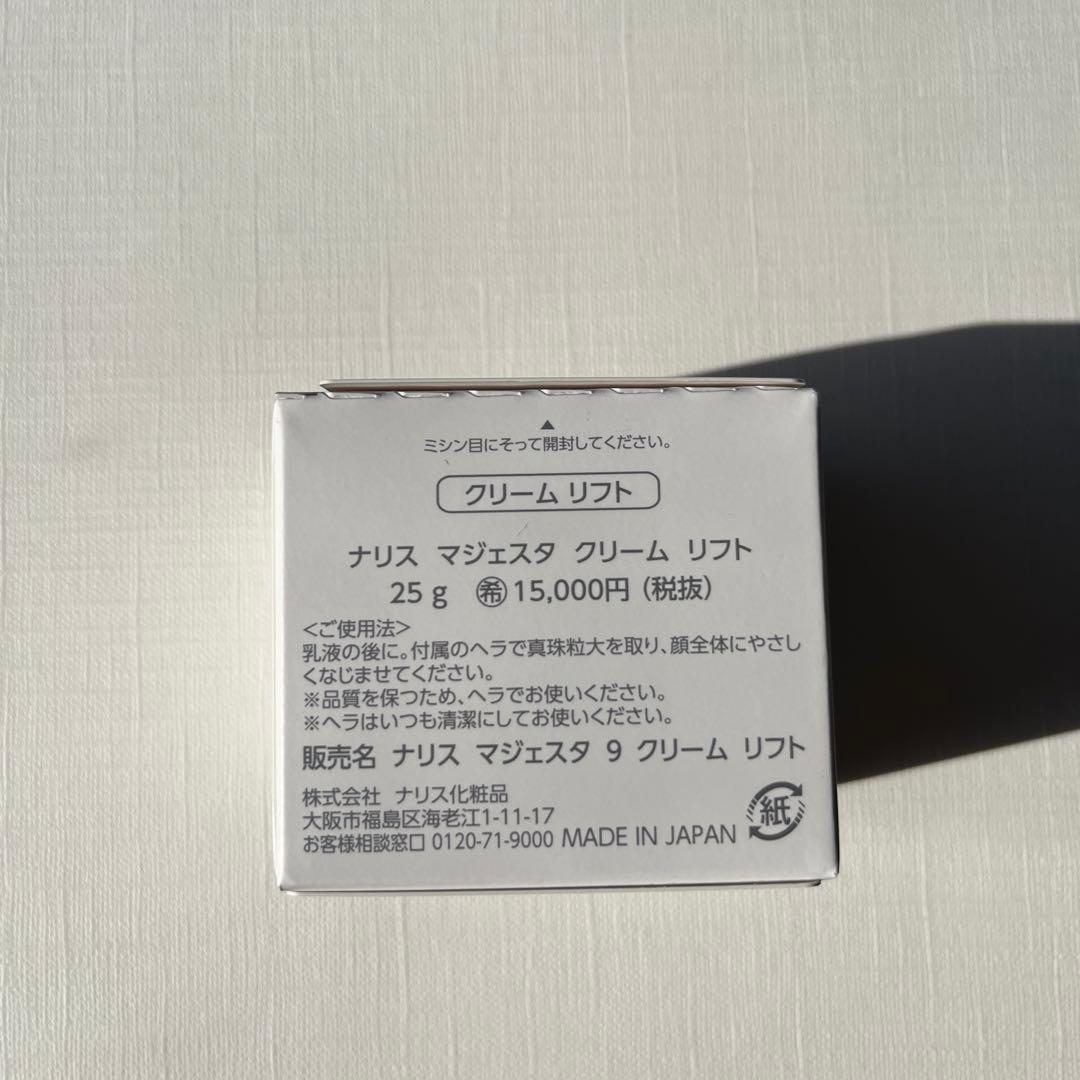 ▲
ミシン目にそって開封してください。
クリーム リフト
ナリス マジェスタ クリーム リフト
25g ㊝15,000円(税抜)
<ご使用法>
乳液の後に。付属のヘラで真珠粒大を取り、顔全体にやさし
くなじませてください。
※品質を保つため、ヘラでお使いください。
※ヘラはいつも清潔にしてお使いください。
販売名 ナリス マジェスタ 9 クリーム リフト
株式会社 ナリス化粧品
大阪市福島区海老江1-11-17
お客様相談窓口 0120-71-9000 MADE IN JAPAN
紙